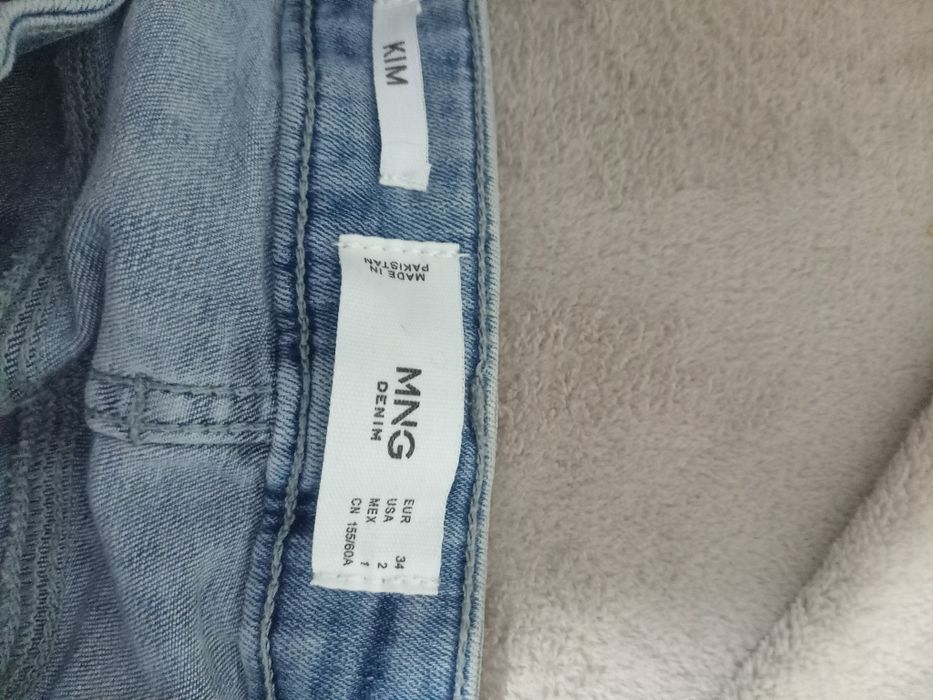 KIM
MADE IN
PAKISTAN
MNG
DENIM
EUR 34
USA 2
MEX 1
CN 155/60A